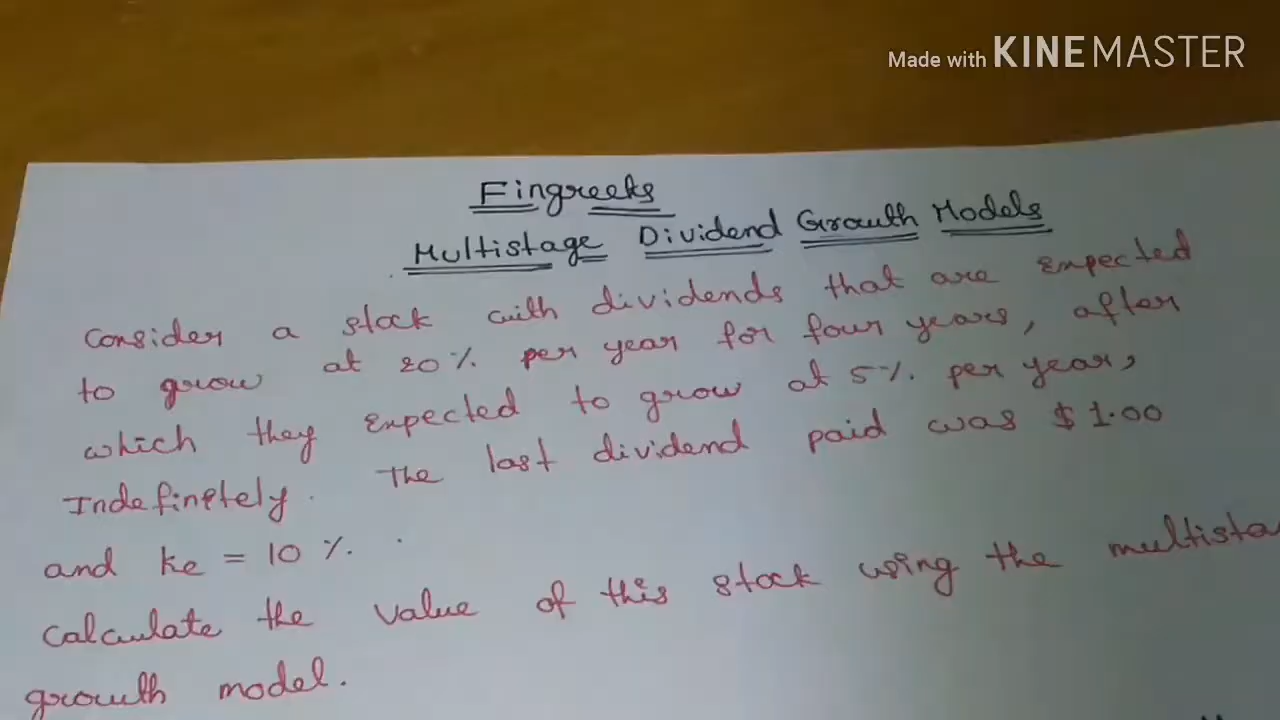 Made with KINEMASTER
Fingreeks
Multistage Dividend Growth Models
Consider a stock with dividends that are expected
to grow at 20% per year for four years, after
which they expected to grow at 5% per year,
Indefinetely. The last dividend paid was $1.00
and ke = 10%.
calculate the value of this stock using the multista
growth model.